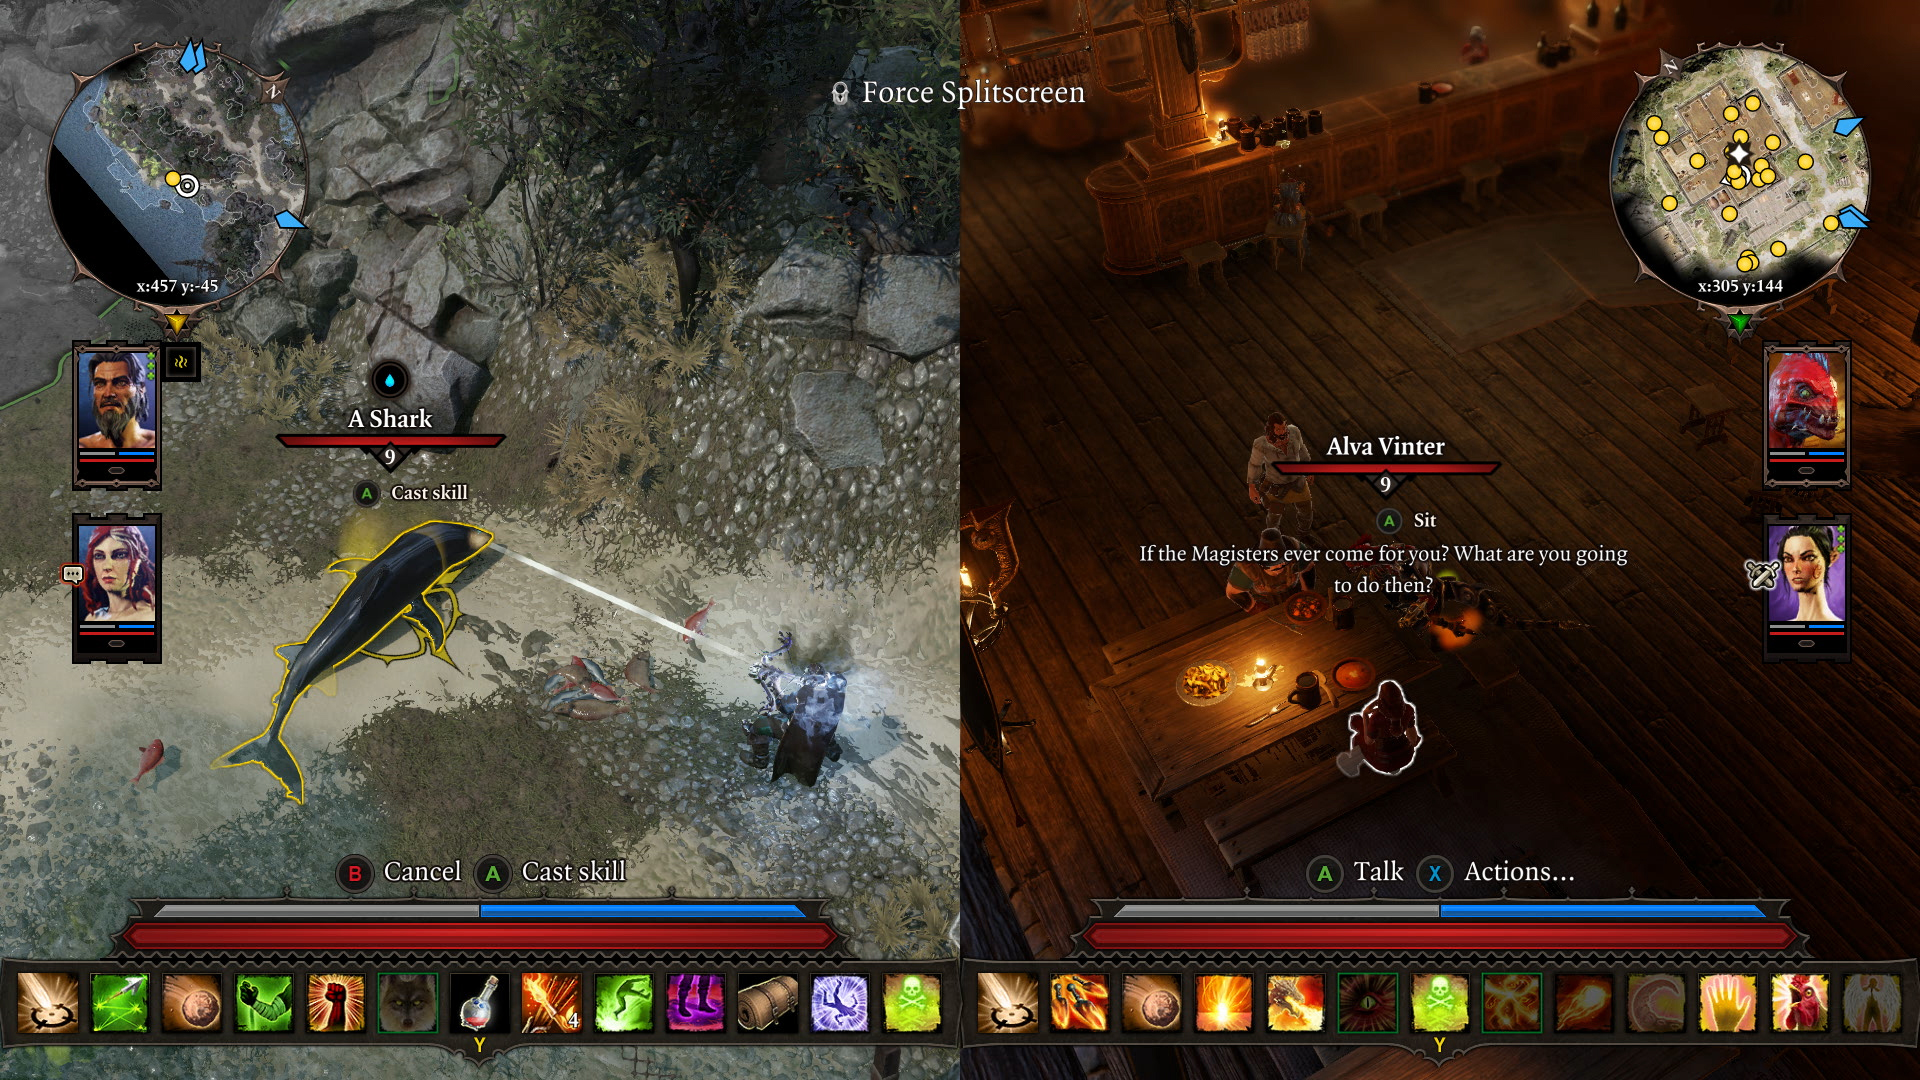 Force Splitscreen
N
x:457 y:-45
A Shark
9
A Cast skill
B Cancel A Cast skill
4
Y
N
x:305 y:144
Alva Vinter
9
A Sit
If the Magisters ever come for you? What are you going
to do then?
A Talk X Actions...
Y